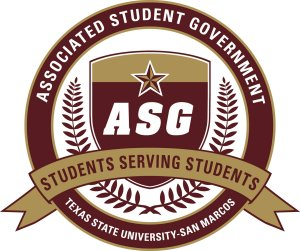 ASSOCIATED STUDENT GOVERNMENT
ASG
STUDENTS SERVING STUDENTS
TEXAS STATE UNIVERSITY-SAN MARCOS